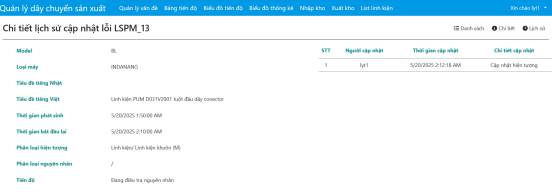 Quản lý dây chuyền sản xuất Quản lý vấn đề Bảng tiến độ Biểu đồ tiến độ Biểu đồ thống kê Nhập kho Xuất kho List linh kiện Xin chào lyt1
Chi tiết lịch sử cập nhật lỗi LSPM_13 Danh sách Chi tiết Lịch sử
Model BL
Loại máy INDANANG
Tiêu đề tiếng Nhật
Tiêu đề tiếng Việt Linh kiện PUM D031V2001 tuột đầu dây conector
Thời gian phát sinh 5/20/2025 1:50:00 AM
Thời gian bắt đầu lại 5/20/2025 2:10:00 AM
Phân loại hiện tượng Linh kiện/ Linh kiện khuôn (M)
Phân loại nguyên nhân /
Tiến độ Đang điều tra nguyên nhân
STT Người cập nhật Thời gian cập nhật Chi tiết cập nhật
1 lyt1 5/20/2025 2:12:18 AM Cập nhật hiện tượng